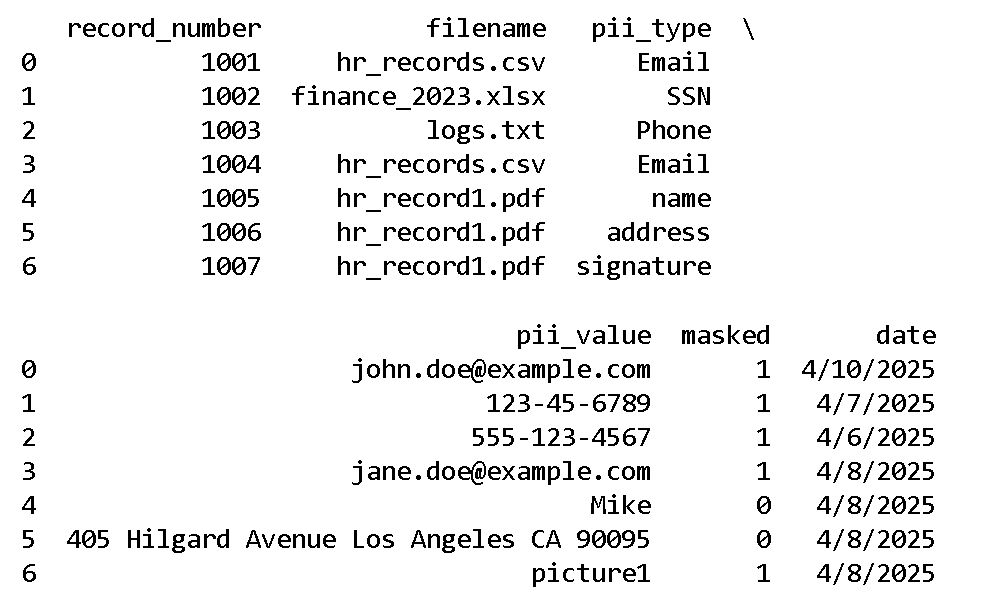 record_number filename pii_type \
0 1001 hr_records.csv Email
1 1002 finance_2023.xlsx SSN
2 1003 logs.txt Phone
3 1004 hr_records.csv Email
4 1005 hr_record1.pdf name
5 1006 hr_record1.pdf address
6 1007 hr_record1.pdf signature
pii_value masked date
0 john.doe@example.com 1 4/10/2025
1 123-45-6789 1 4/7/2025
2 555-123-4567 1 4/6/2025
3 jane.doe@example.com 1 4/8/2025
4 Mike 0 4/8/2025
5 405 Hilgard Avenue Los Angeles CA 90095 0 4/8/2025
6 picture1 1 4/8/2025